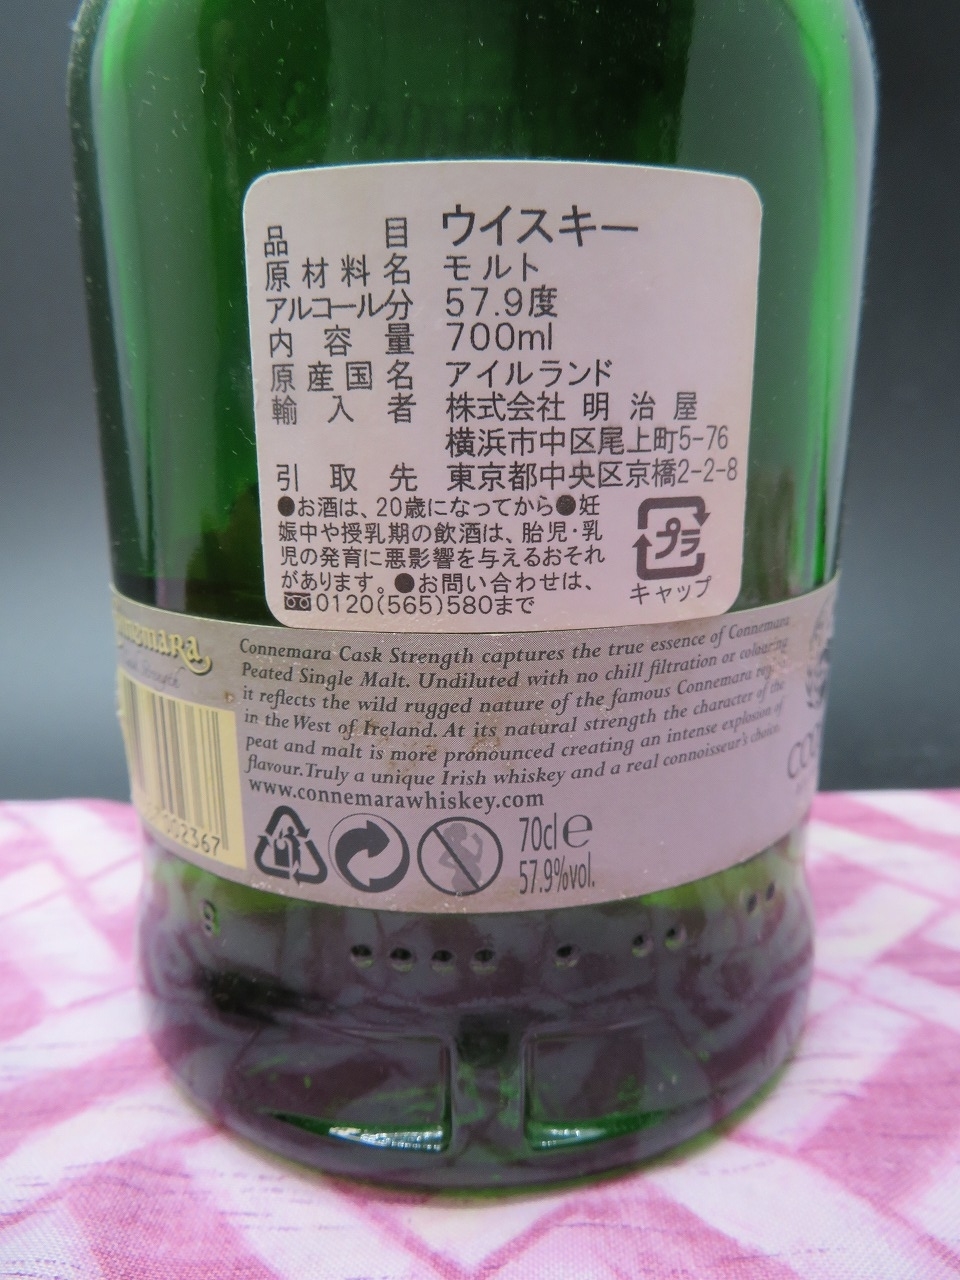 品目 ウイスキー
原材料名 モルト
アルコール分 57.9度
内容量 700ml
原産国名 アイルランド
輸入者 株式会社 明治屋
横浜市中区尾上町5-76
引取先 東京都中央区京橋2-2-8
●お酒は、20歳になってから●妊
娠中や授乳期の飲酒は、胎児・乳
児の発育に悪影響を与えるおそれ
があります。●お問い合わせは、
0120(565)580まで
プラ
キャップ
Connemara Cask Strength captures the true essence of Connemara
Peated Single Malt. Undiluted with no chill filtration or colouring
it reflects the wild rugged nature of the famous Connemara region
in the West of Ireland. At its natural strength the character of the
peat and malt is more pronounced creating an intense explosion of
flavour. Truly a unique Irish whiskey and a real connoisseur's choice.
www.connemarawhiskey.com
70cl e
57.9%vol.
02367